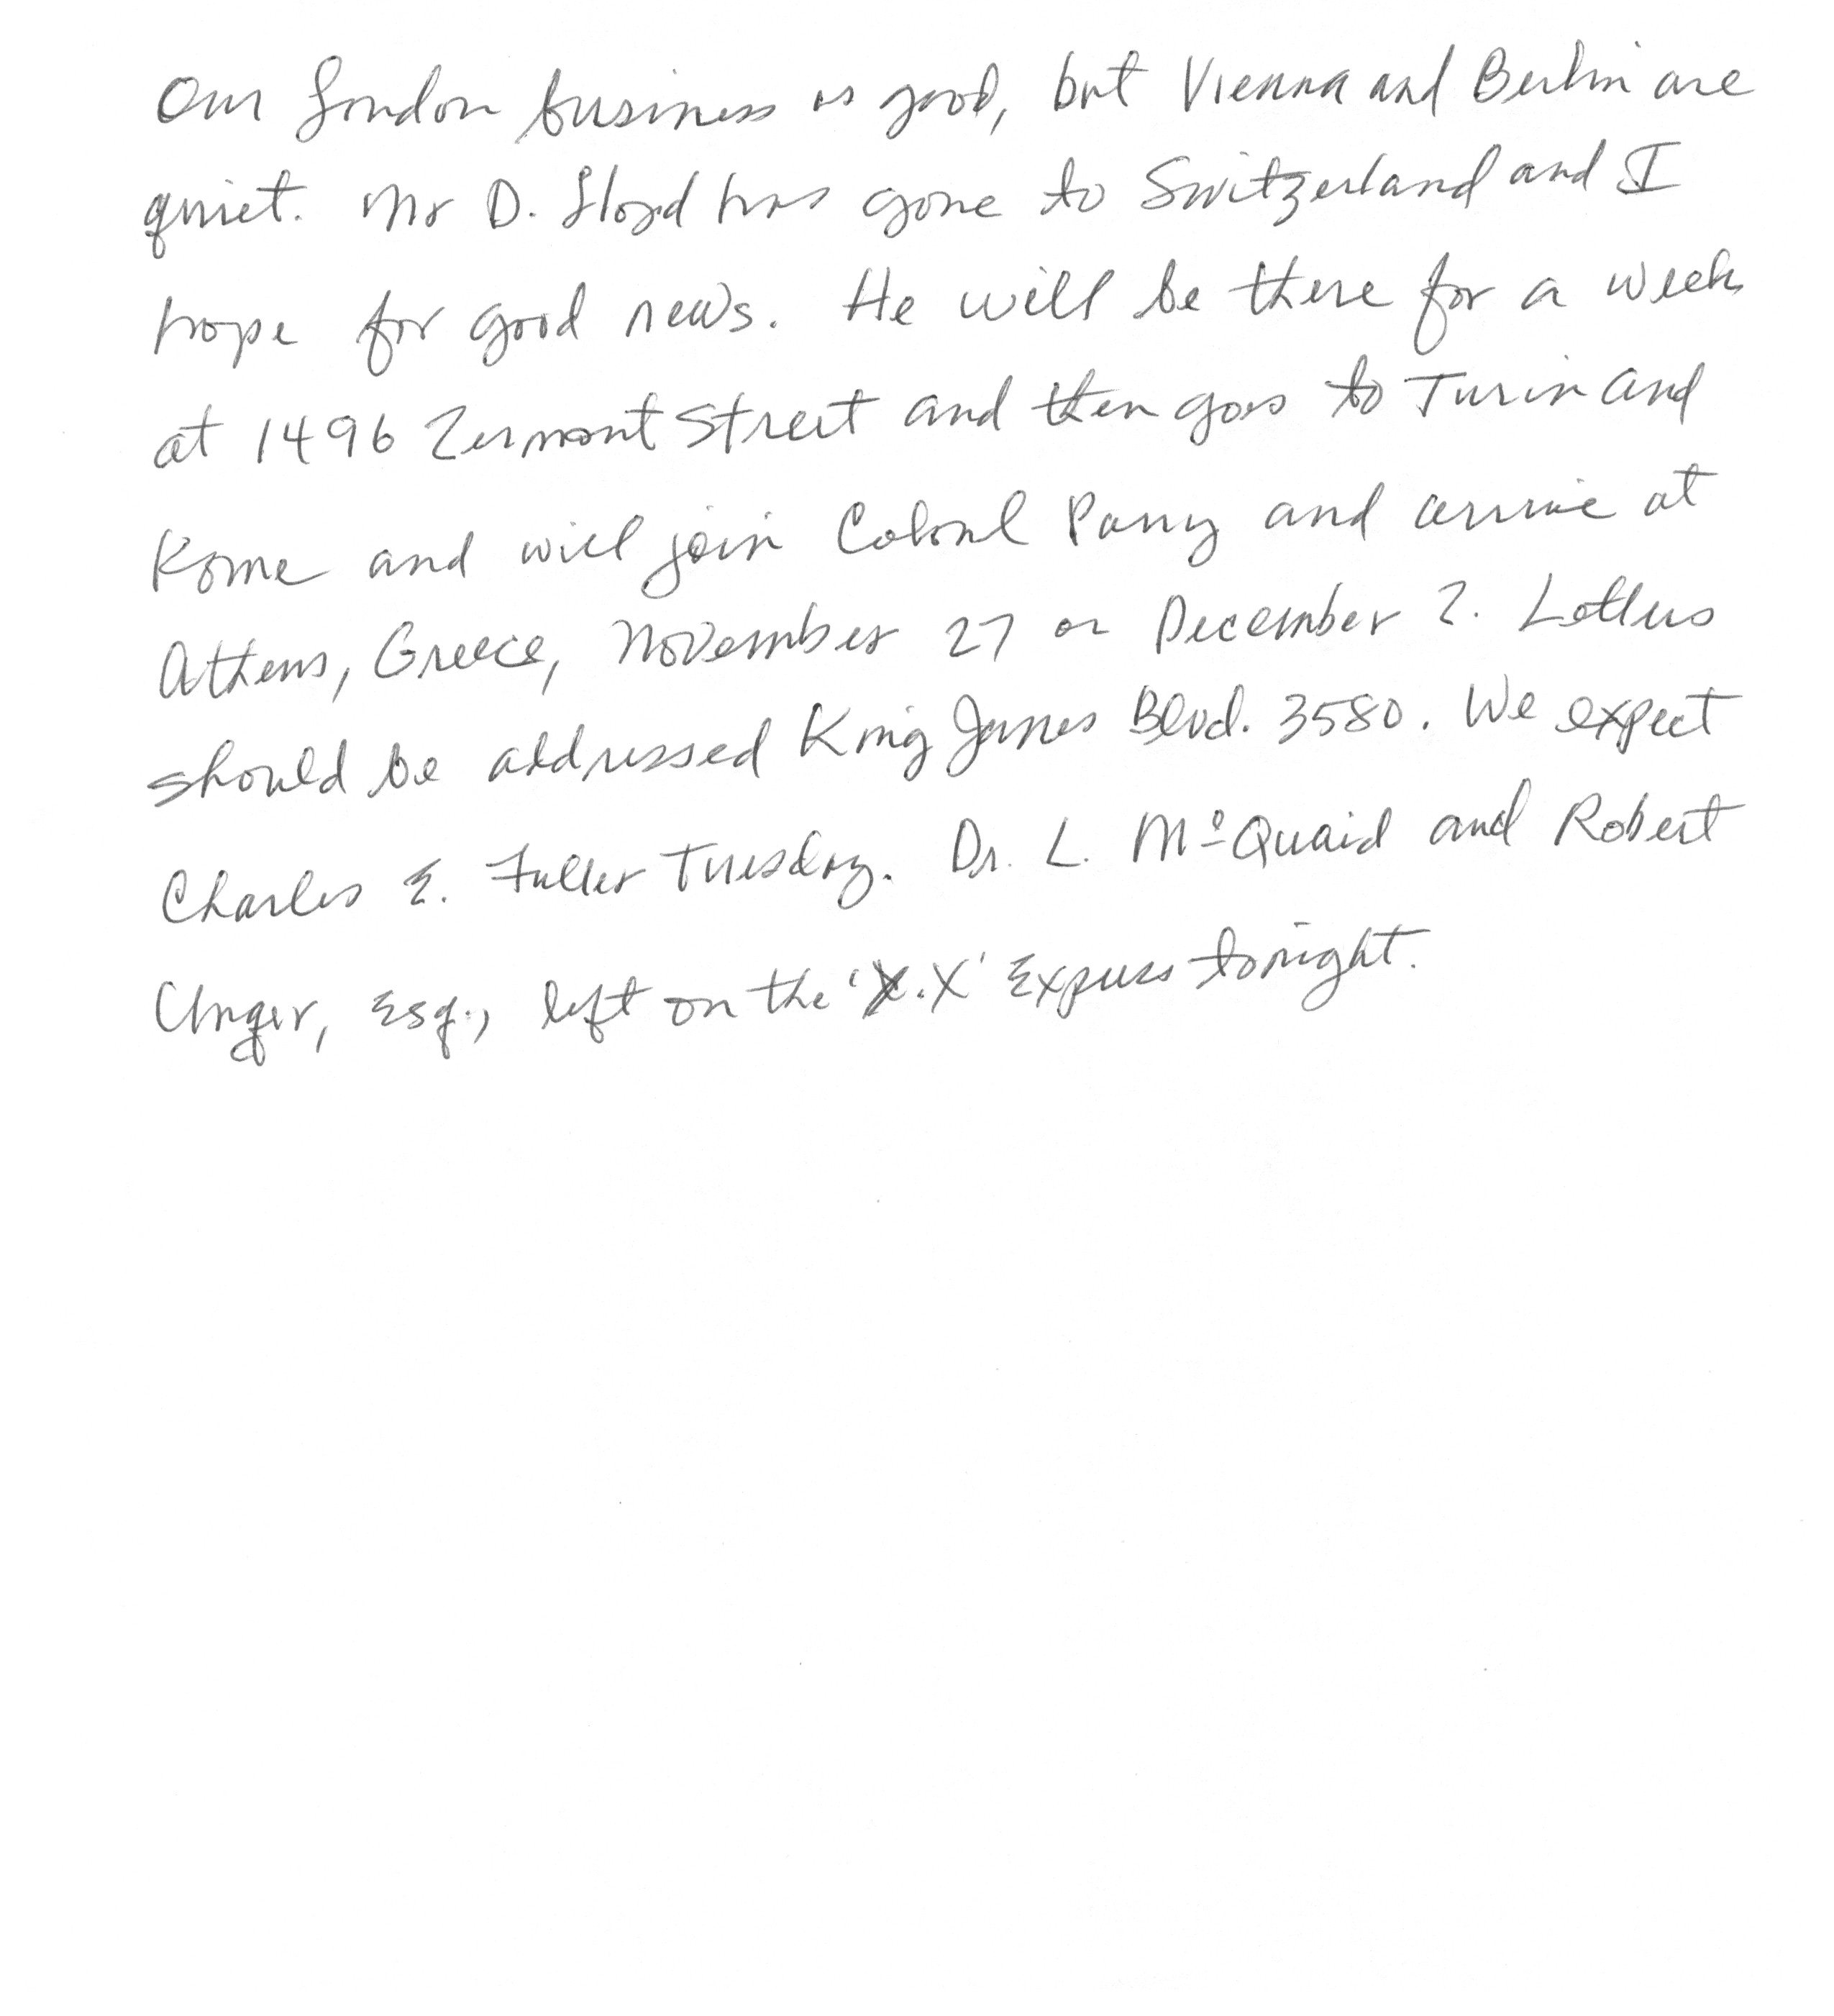 Our London business is good, but Vienna and Berlin are
quiet. Mr D. Lloyd has gone to Switzerland and I
hope for good news. He will be there for a week
at 1496 Zermont Street and then goes to Turin and
Rome and will join Colonel Parry and arrive at
Athens, Greece, November 27 or December 2. Letters
should be addressed King James Blvd. 3580. We expect
Charles E. Fuller Tuesday. Dr. L. McQuaid and Robert
Unger, Esq., left on the 'X.X' Express tonight.